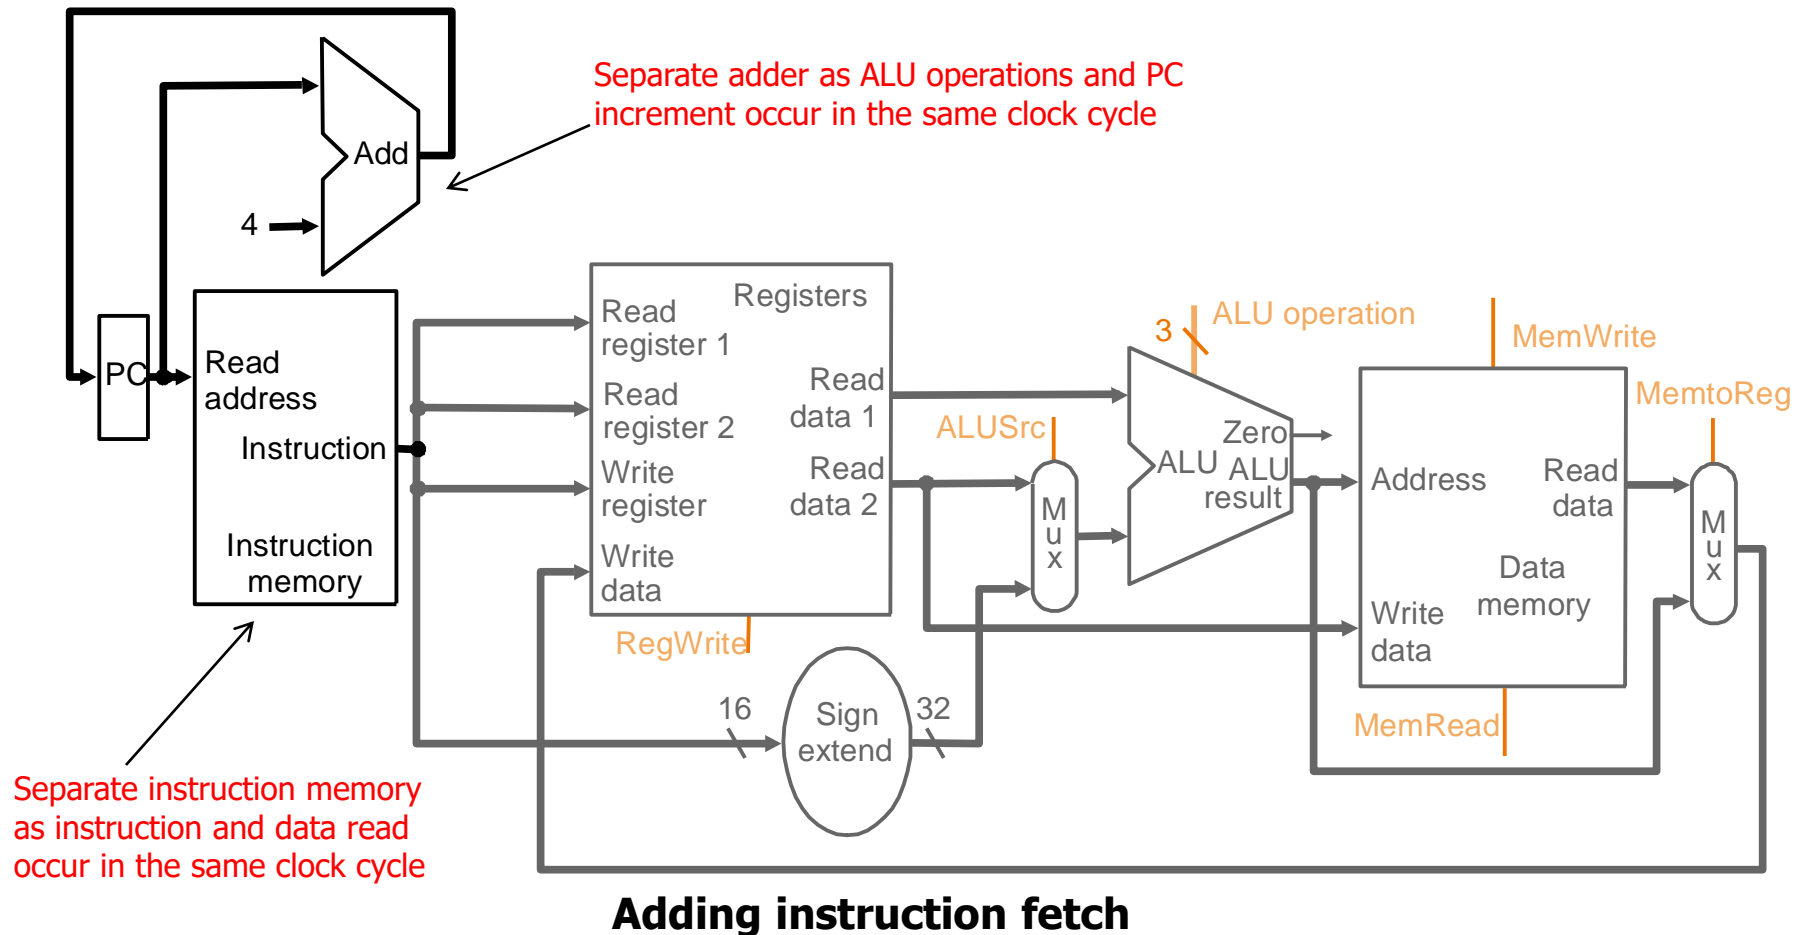 Separate adder as ALU operations and PC
increment occur in the same clock cycle
Add
4
PC
Read
address
Instruction
Instruction
memory
Registers
Read
register 1
Read
register 2
Write
register
Write
data
Read
data 1
Read
data 2
RegWrite
16
Sign
extend
32
ALUSrc
M
u
x
3
ALU operation
Zero
ALU
ALU
result
MemWrite
Address
Read
data
Data
memory
Write
data
MemRead
MemtoReg
M
u
x
Separate instruction memory
as instruction and data read
occur in the same clock cycle
Adding instruction fetch